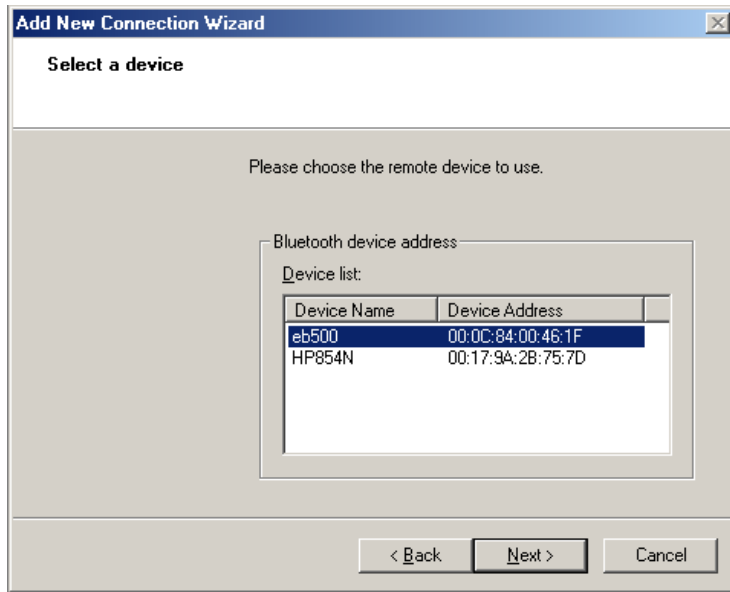 Add New Connection Wizard
Select a device
Please choose the remote device to use.
Bluetooth device address
Device list:
Device Name Device Address
eb500 00:0C:84:00:46:1F
HP854N 00:17:9A:2B:75:7D
< Back Next > Cancel